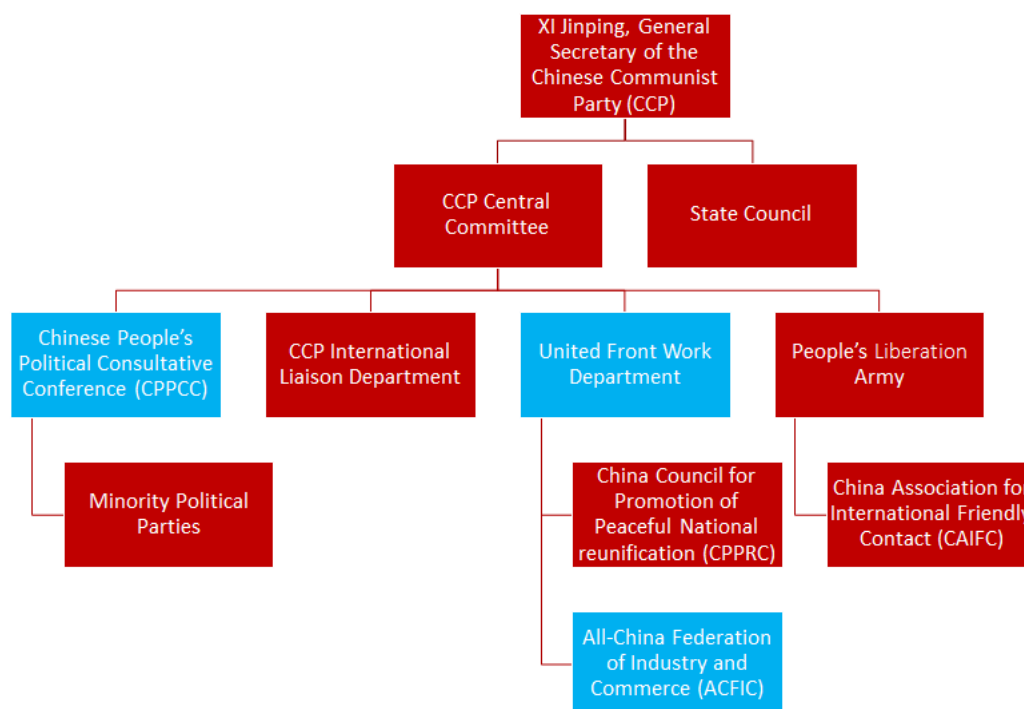 XI Jinping, General
Secretary of the
Chinese Communist
Party (CCP)
CCP Central
Committee
State Council
Chinese People's
Political Consultative
Conference (CPPCC)
CCP International
Liaison Department
United Front Work
Department
People's Liberation
Army
Minority Political
Parties
China Council for
Promotion of
Peaceful National
reunification (CPPRC)
China Association for
International Friendly
Contact (CAIFC)
All-China Federation
of Industry and
Commerce (ACFIC)